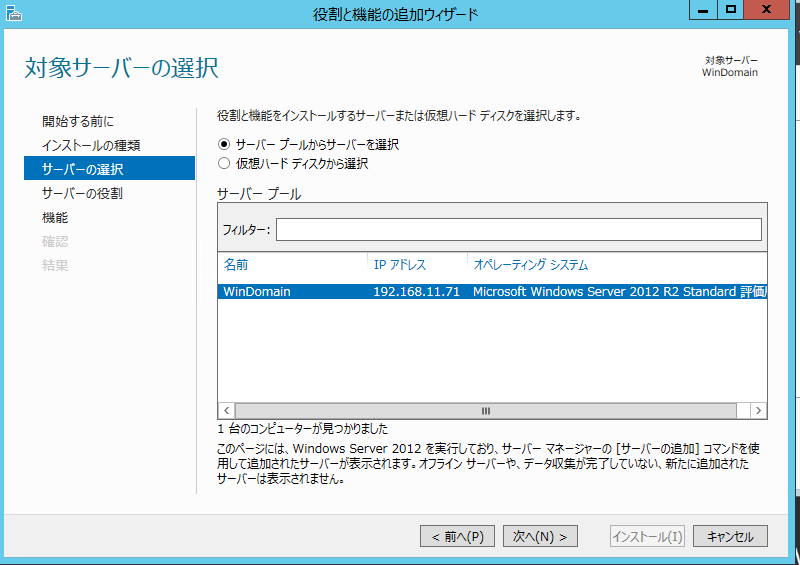 役割と機能の追加ウィザード
対象サーバーの選択
対象サーバー
WinDomain
開始する前に
インストールの種類
サーバーの選択
サーバーの役割
機能
確認
結果
役割と機能をインストールするサーバーまたは仮想ハード ディスクを選択します。
サーバー プールからサーバーを選択
仮想ハード ディスクから選択
サーバー プール
フィルター:
名前 IP アドレス オペレーティング システム
WinDomain 192.168.11.71 Microsoft Windows Server 2012 R2 Standard 評価
1 台のコンピューターが見つかりました
このページには、Windows Server 2012 を実行しており、サーバー マネージャーの [サーバーの追加] コマンドを使
用して追加されたサーバーが表示されます。オフライン サーバーや、データ収集が完了していない、新たに追加された
サーバーは表示されません。
< 前へ(P) 次へ(N) > インストール(I) キャンセル